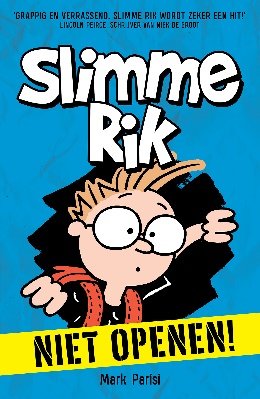 'GRAPPIG EN VERRASSEND. SLIMME RIK WORDT ZEKER EEN HIT!'
LINCOLN PEIRCE, SCHRIJVER VAN NIEK DE GROOT
SLiMMe
RiK
NIET OPENEN!
Mark Parisi